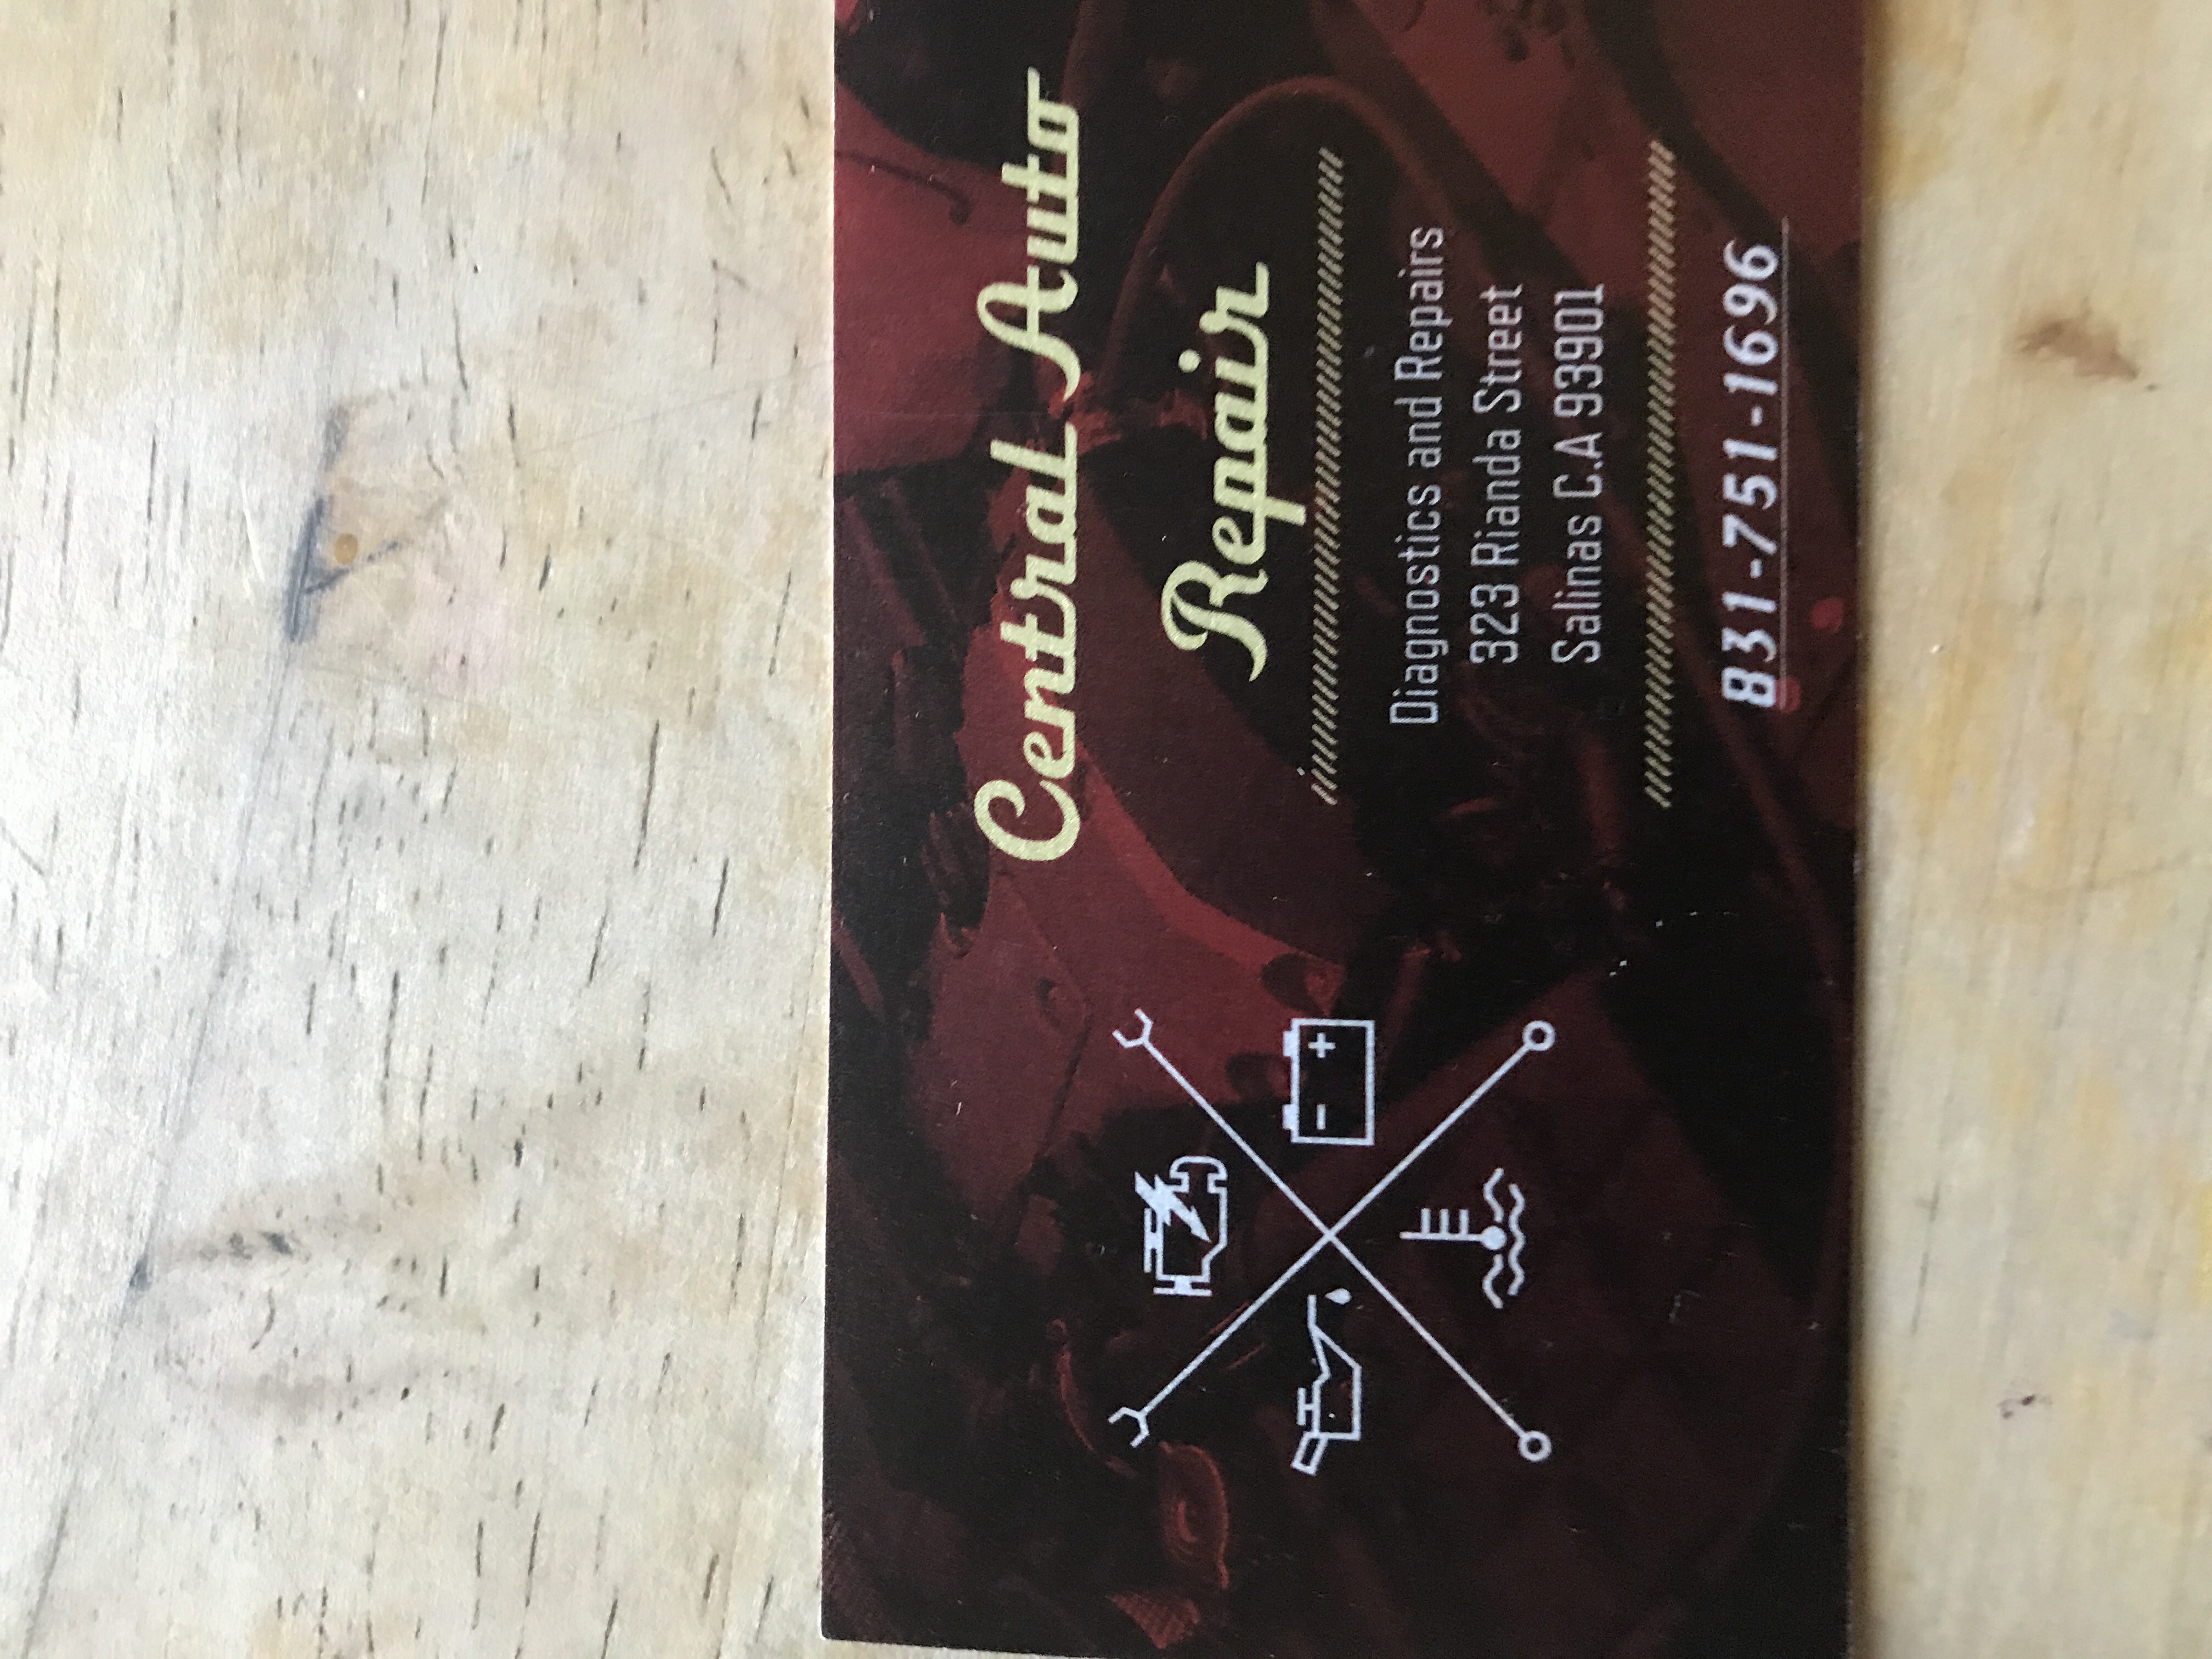 Central Auto
Repair
Diagnostics and Repairs
323 Rianda Street
Salinas C.A 93901
831-751-1696